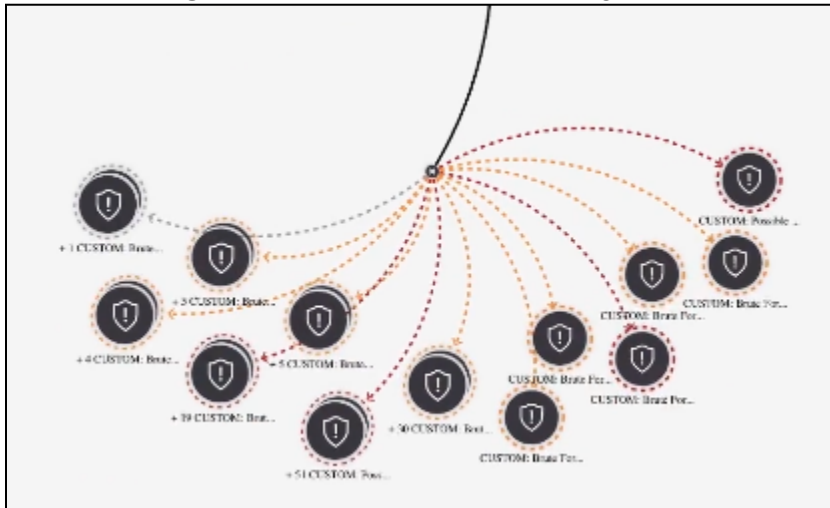 CUSTOM: Possible ...
+ 1 CUSTOM: Brute...
CUSTOM: Brute For...
+ 3 CUSTOM: Brute...
CUSTOM: Brute For...
+ 4 CUSTOM: Brute...
+ 5 CUSTOM: Brute...
CUSTOM: Brute For...
CUSTOM: Brute For...
+ 19 CUSTOM: Brut...
+ 30 CUSTOM: Brut...
CUSTOM: Brute For...
+ 51 CUSTOM: Poss...